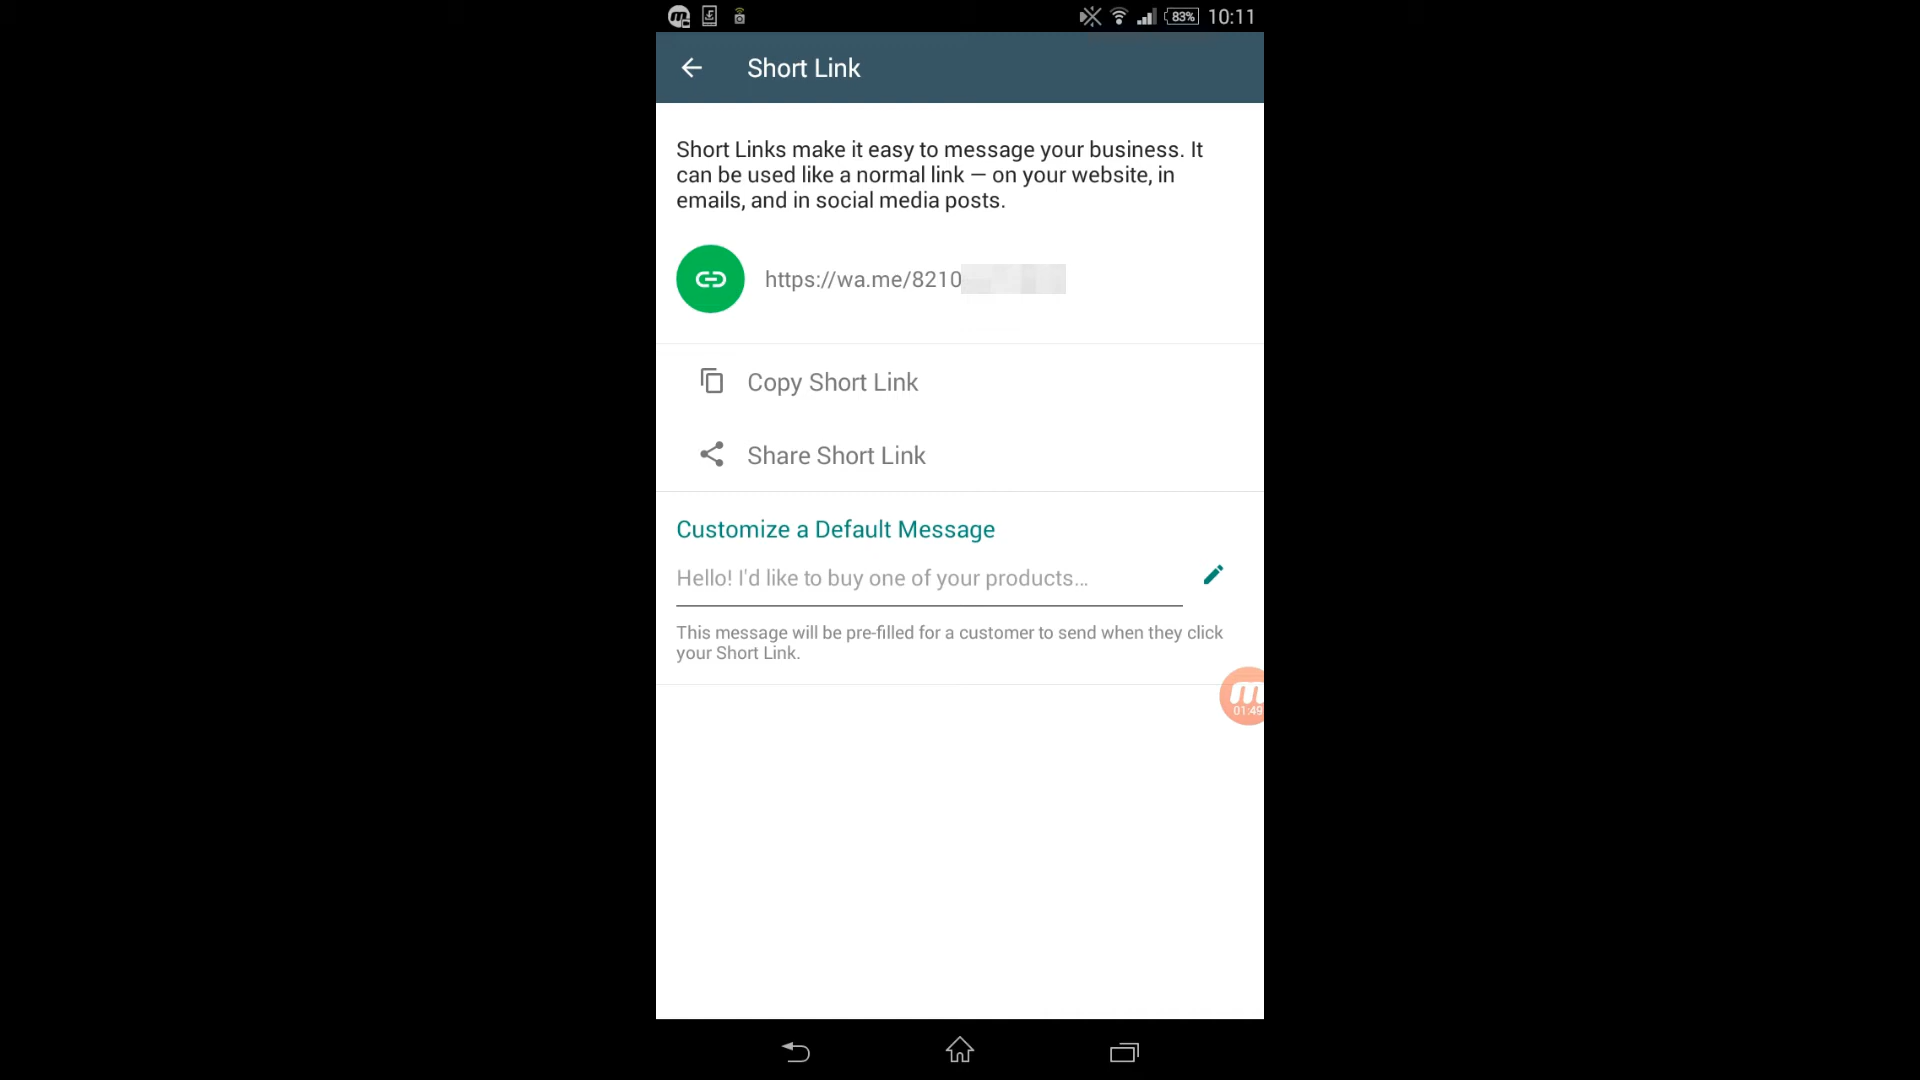 83% 10:11
Short Link
Short Links make it easy to message your business. It
can be used like a normal link — on your website, in
emails, and in social media posts.
https://wa.me/8210
Copy Short Link
Share Short Link
Customize a Default Message
Hello! I'd like to buy one of your products...
This message will be pre-filled for a customer to send when they click
your Short Link.
01:49